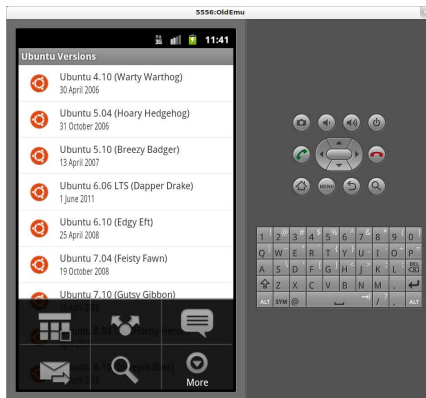 5556:OldEmu
3G 11:41
Ubuntu Versions
Ubuntu 4.10 (Warty Warthog)
30 April 2006
Ubuntu 5.04 (Hoary Hedgehog)
31 October 2006
Ubuntu 5.10 (Breezy Badger)
13 April 2007
Ubuntu 6.06 LTS (Dapper Drake)
1 June 2011
Ubuntu 6.10 (Edgy Eft)
25 April 2008
Ubuntu 7.04 (Feisty Fawn)
19 October 2008
Ubuntu 7.10 (Gutsy Gibbon)
More
MENU
1 2 3 4 5 6 7 8 9 0
Q W E R T Y U I O P
A S D F G H J K L DEL
Z X C V B N M .
ALT SYM @ / , ALT